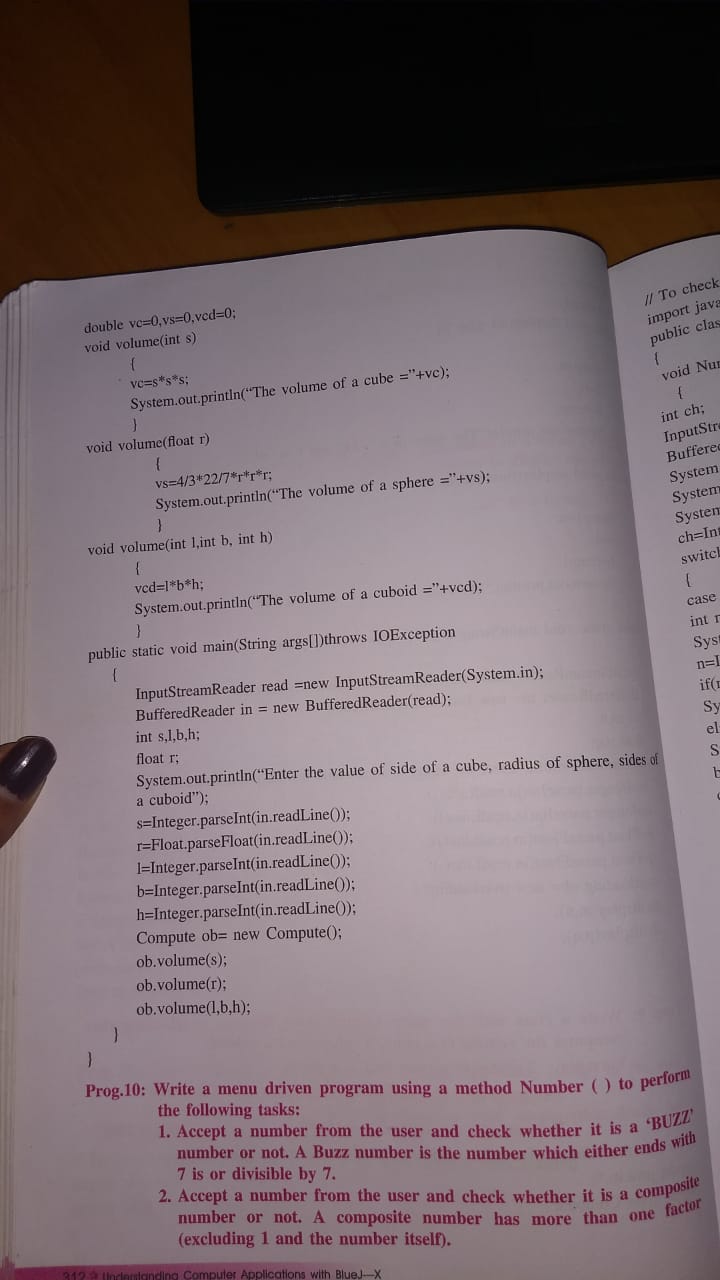 double vc=0,vs=0,vcd=0;
void volume(int s)
{
vc=s*s*s;
System.out.println(“The volume of a cube =”+vc);
}
void volume(float r)
{
vs=4/3*22/7*r*r*r;
System.out.println(“The volume of a sphere =”+vs);
}
void volume(int l,int b, int h)
{
vcd=l*b*h;
System.out.println(“The volume of a cuboid =”+vcd);
}
public static void main(String args[])throws IOException
{
InputStreamReader read =new InputStreamReader(System.in);
BufferedReader in = new BufferedReader(read);
int s,l,b,h;
float r;
System.out.println(“Enter the value of side of a cube, radius of sphere, sides of
a cuboid”);
s=Integer.parseInt(in.readLine());
r=Float.parseFloat(in.readLine());
l=Integer.parseInt(in.readLine());
b=Integer.parseInt(in.readLine());
h=Integer.parseInt(in.readLine());
Compute ob= new Compute();
ob.volume(s);
ob.volume(r);
ob.volume(l,b,h);
}
}
Prog.10: Write a menu driven program using a method Number ( ) to perform
the following tasks:
1. Accept a number from the user and check whether it is a ‘BUZZ’
number or not. A Buzz number is the number which either ends with
7 is or divisible by 7.
2. Accept a number from the user and check whether it is a composite
number or not. A composite number has more than one factor
(excluding 1 and the number itself).
Understanding Computer Applications with BlueJ—X
// To check
import java
public clas
{
void Nu
{
int ch;
InputStr
Buffere
System
System
System
ch=In
switc
{
case
int
Sys
n=
if(
Sy
el
S